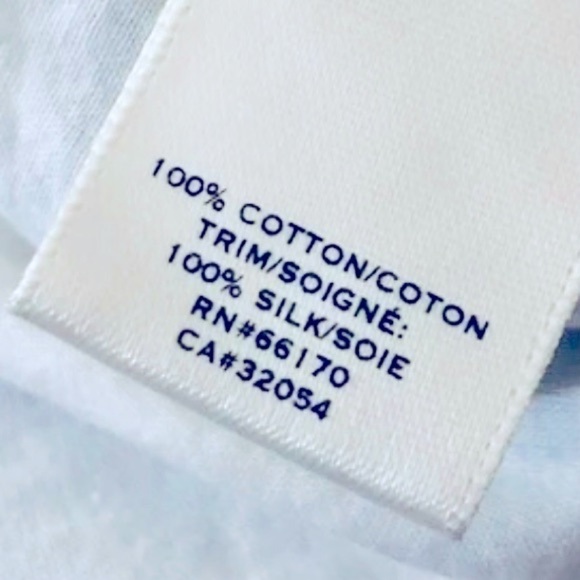 100% COTTON/COTON
TRIM/SOIGNÉ:
100% SILK/SOIE
RN#66170
CA#32054